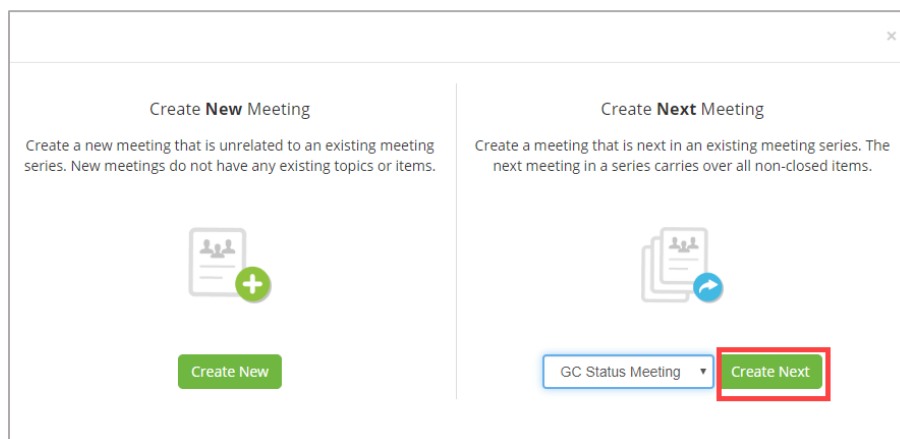 ×
Create New Meeting
Create a new meeting that is unrelated to an existing meeting
series. New meetings do not have any existing topics or items.
Create New
Create Next Meeting
Create a meeting that is next in an existing meeting series. The
next meeting in a series carries over all non-closed items.
GC Status Meeting ▼ Create Next